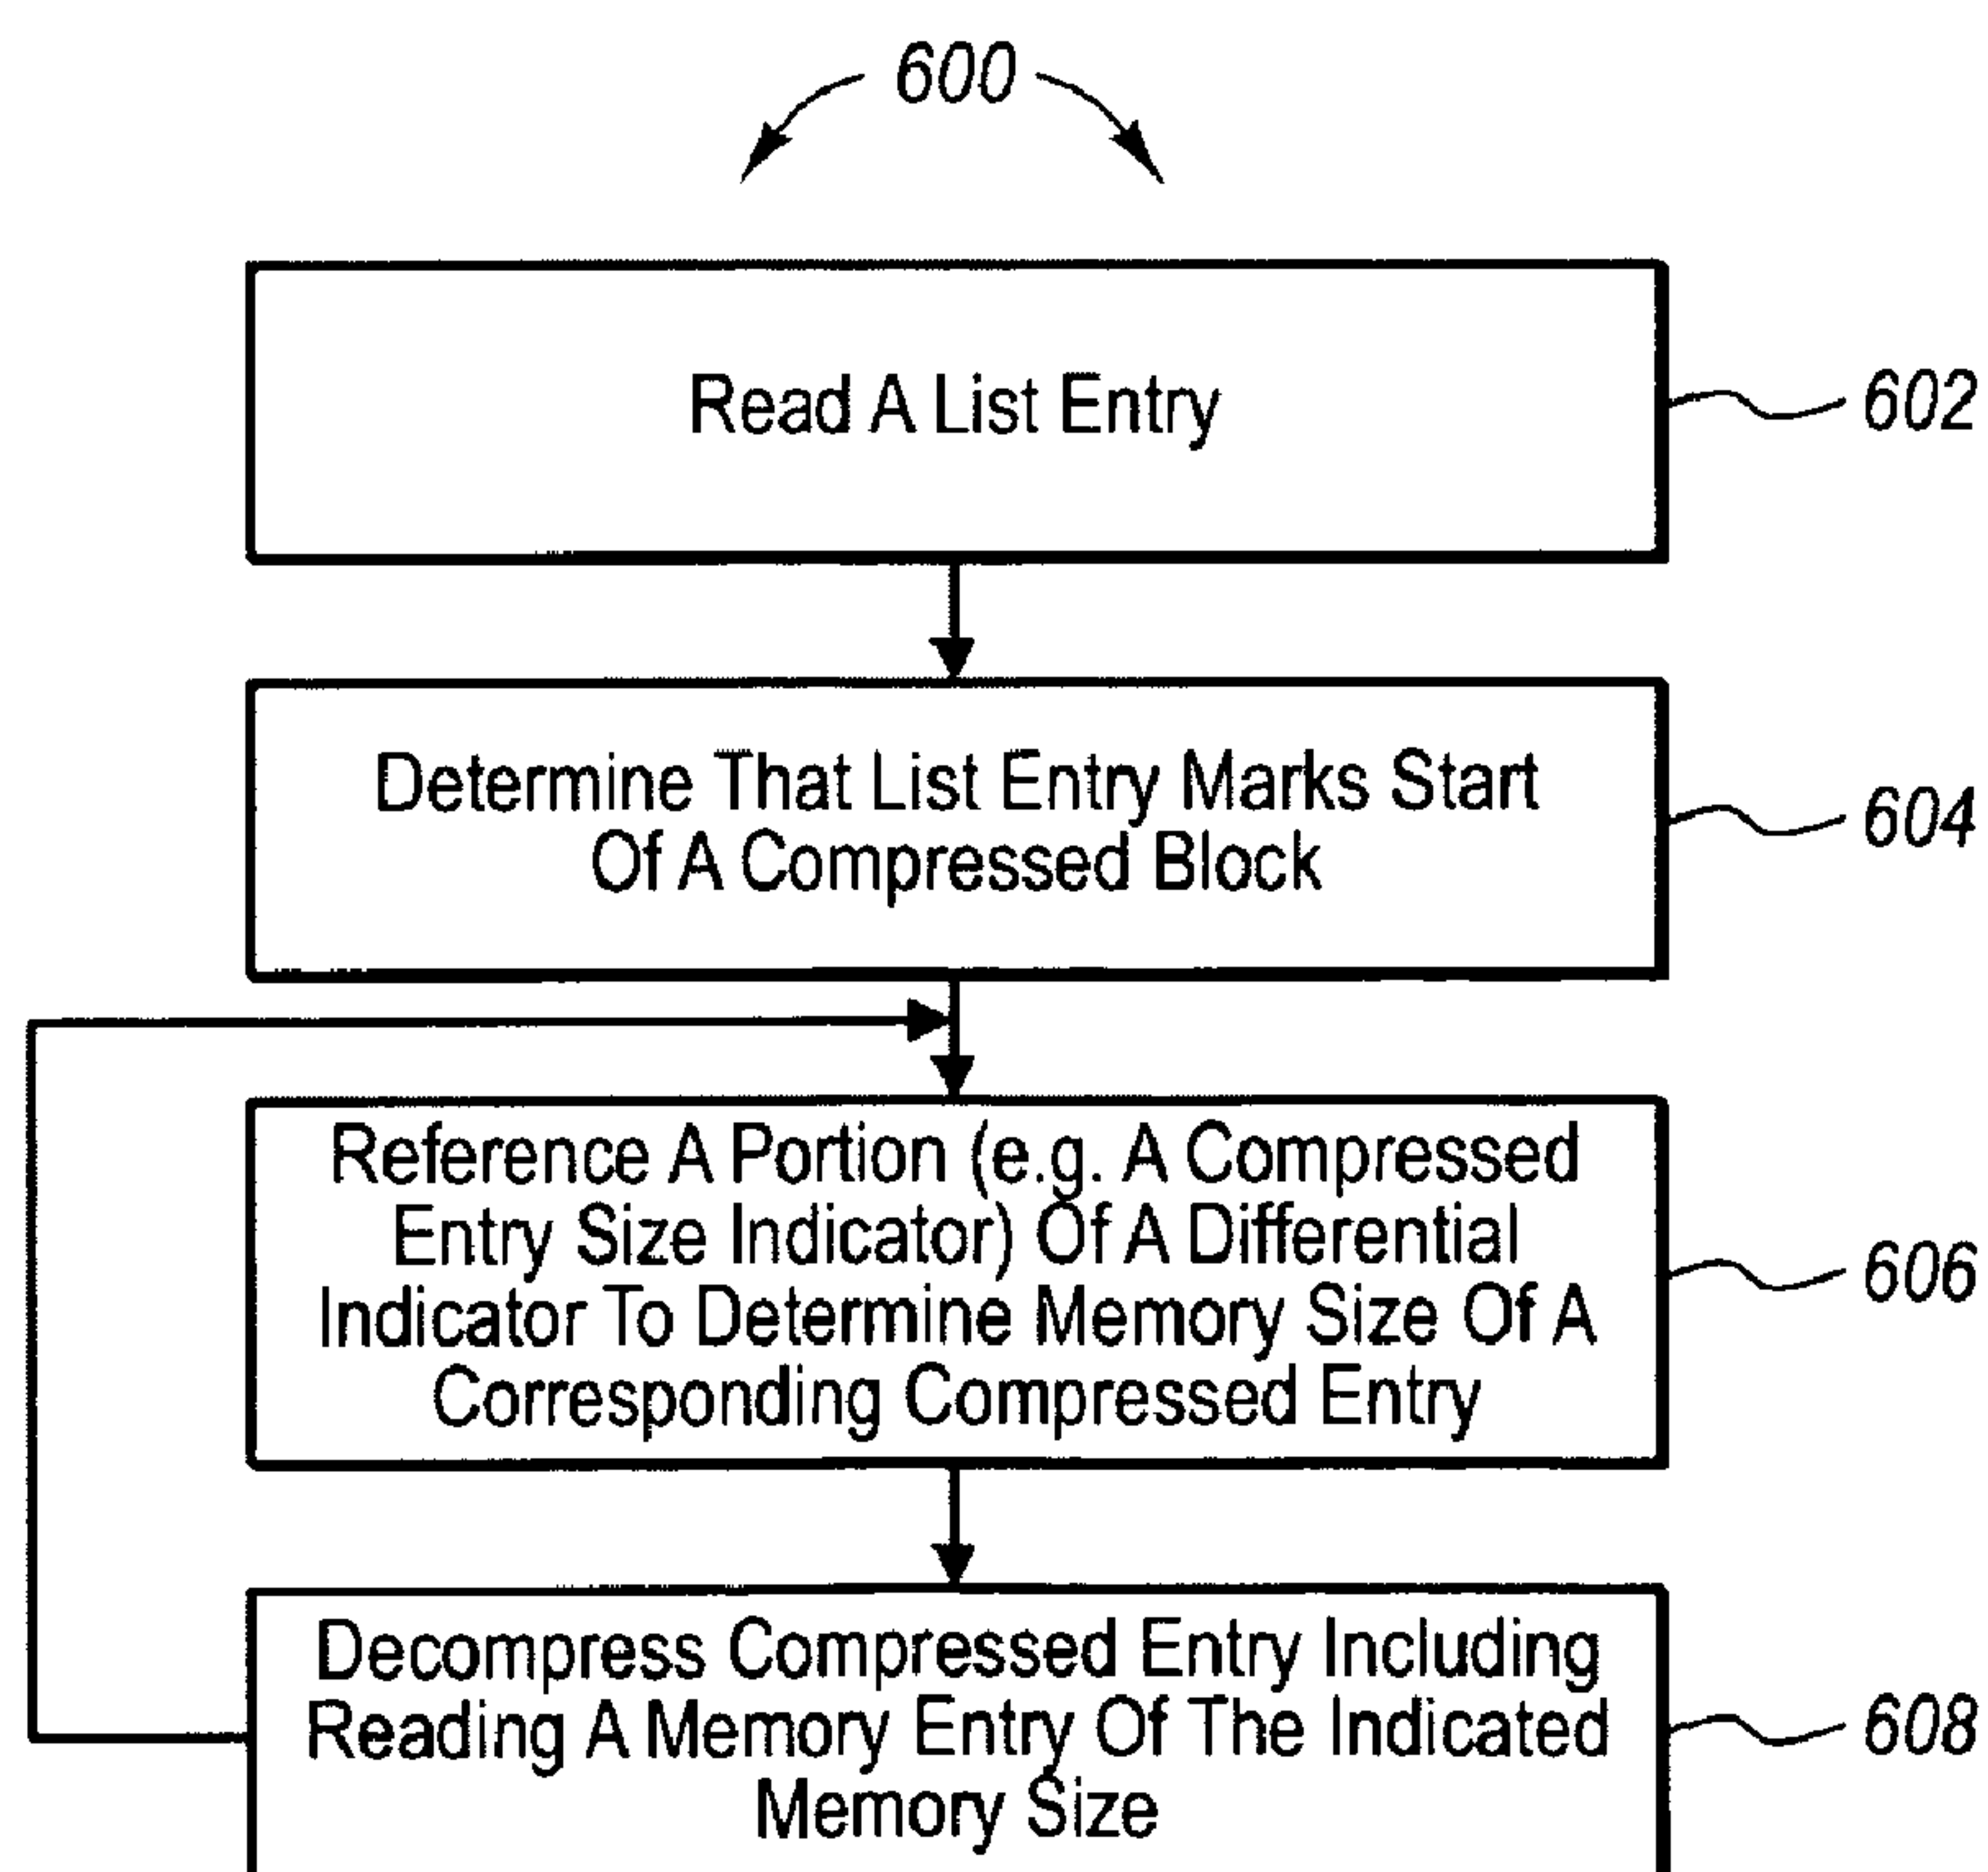 600
Read A List Entry
602
Determine That List Entry Marks Start
Of A Compressed Block
604
Reference A Portion (e.g. A Compressed
Entry Size Indicator) Of A Differential
Indicator To Determine Memory Size Of A
Corresponding Compressed Entry
606
Decompress Compressed Entry Including
Reading A Memory Entry Of The Indicated
Memory Size
608